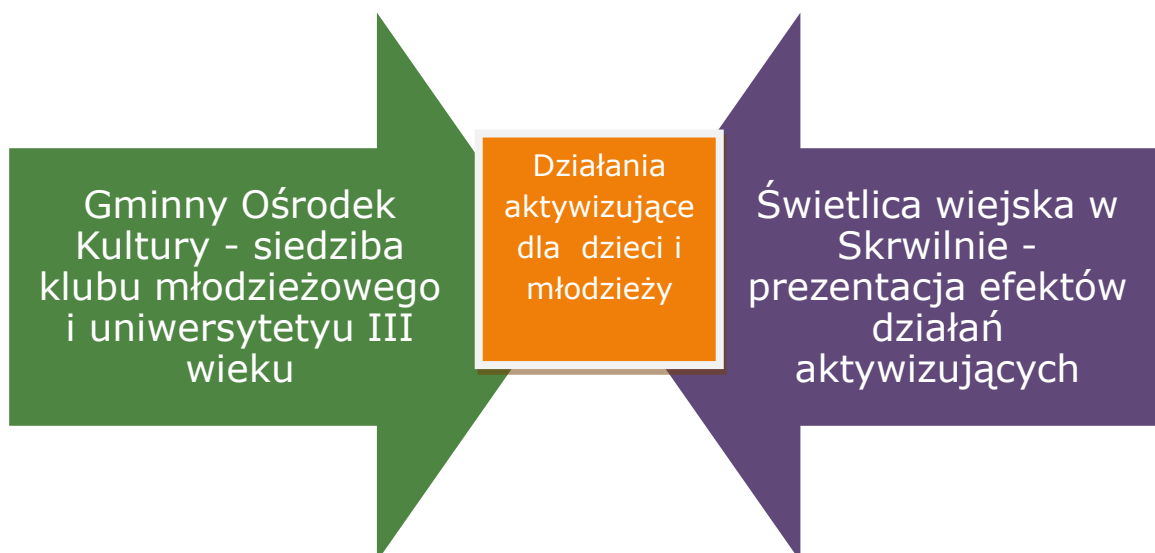 Gminny Ośrodek
Kultury - siedziba
klubu młodzieżowego
i uniwersytetyu III
wieku
Działania
aktywizujące
dla  dzieci i
młodzieży
Świetlica wiejska w
Skrwilnie -
prezentacja efektów
działań
aktywizujących